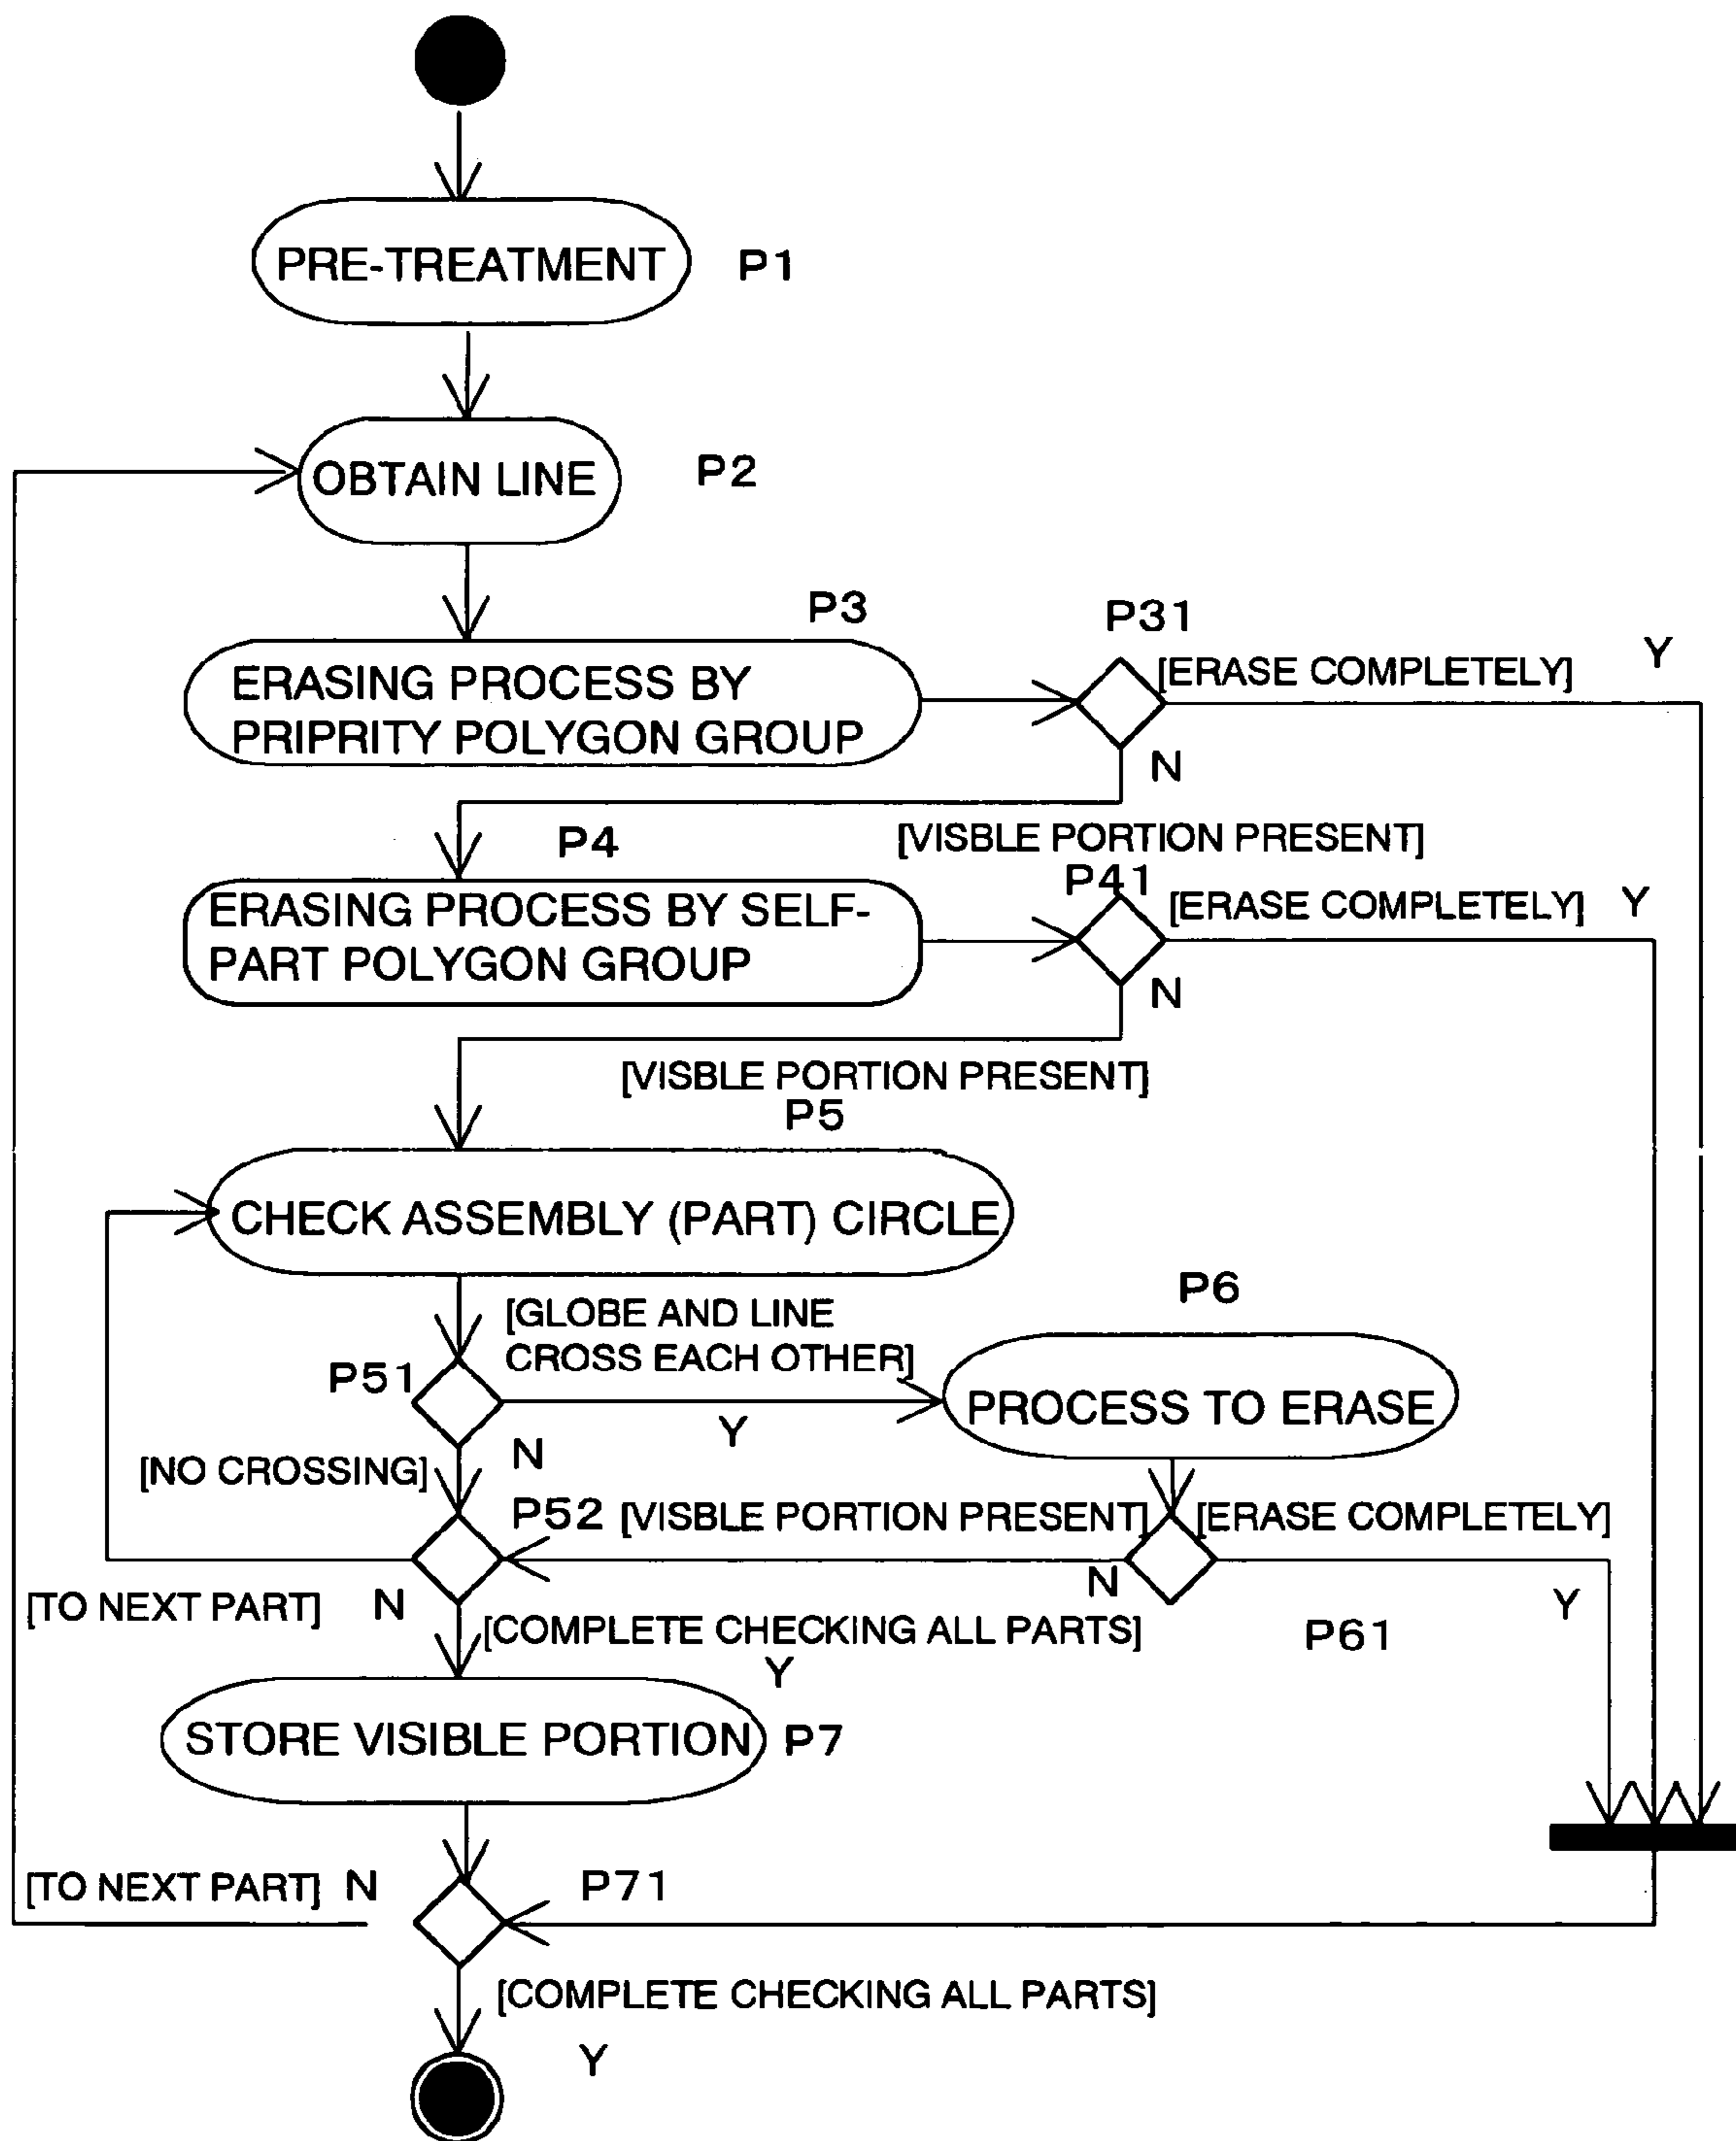 PRE-TREATMENT
P1
OBTAIN LINE
P2
P3
P31
[ERASE COMPLETELY]
Y
ERASING PROCESS BY
PRIPRITY POLYGON GROUP
N
P4
[VISBLE PORTION PRESENT]
P41
[ERASE COMPLETELY]
Y
ERASING PROCESS BY SELF-
PART POLYGON GROUP
N
[VISBLE PORTION PRESENT]
P5
CHECK ASSEMBLY (PART) CIRCLE
P6
[GLOBE AND LINE
CROSS EACH OTHER]
P51
PROCESS TO ERASE
Y
N
[NO CROSSING]
P52
[VISBLE PORTION PRESENT]
[ERASE COMPLETELY]
N
Y
[TO NEXT PART]
N
[COMPLETE CHECKING ALL PARTS]
P61
Y
STORE VISIBLE PORTION
P7
[TO NEXT PART]
N
P71
[COMPLETE CHECKING ALL PARTS]
Y